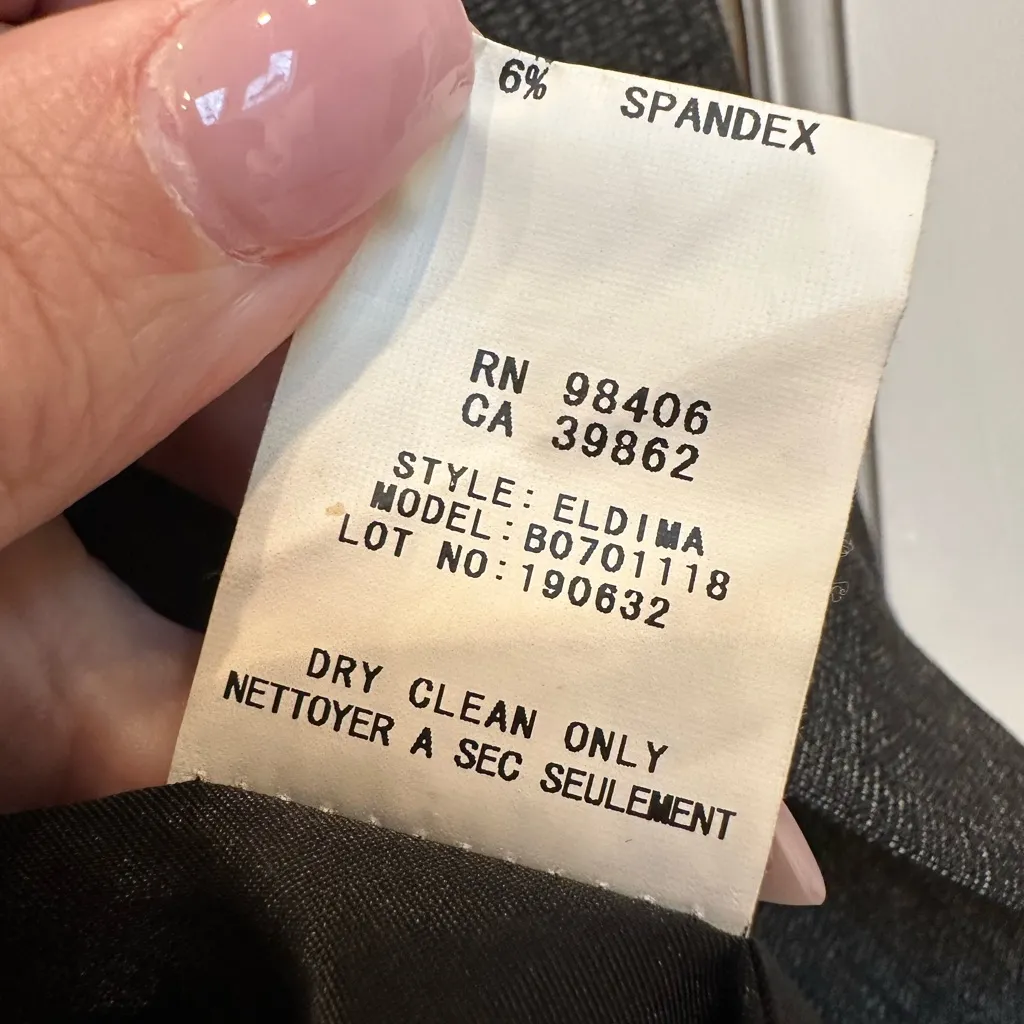 6% SPANDEX
RN 98406
CA 39862
STYLE: ELDIMA
MODEL: B0701118
LOT NO: 190632
DRY CLEAN ONLY
NETTOYER A SEC SEULEMENT